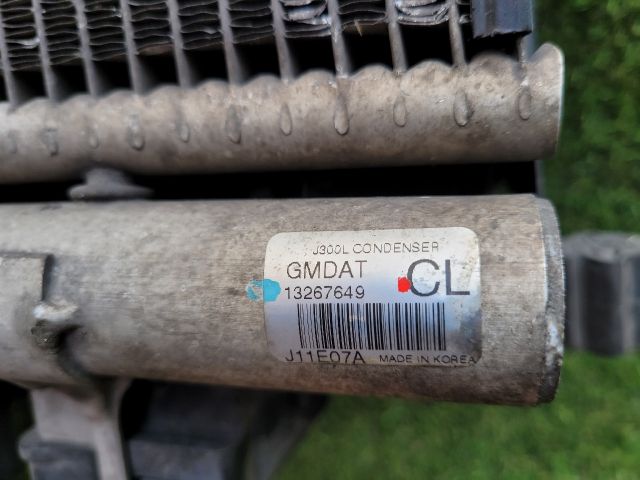 J300L CONDENSER
GMDAT CL
13267649
J11E07A MADE IN KOREA